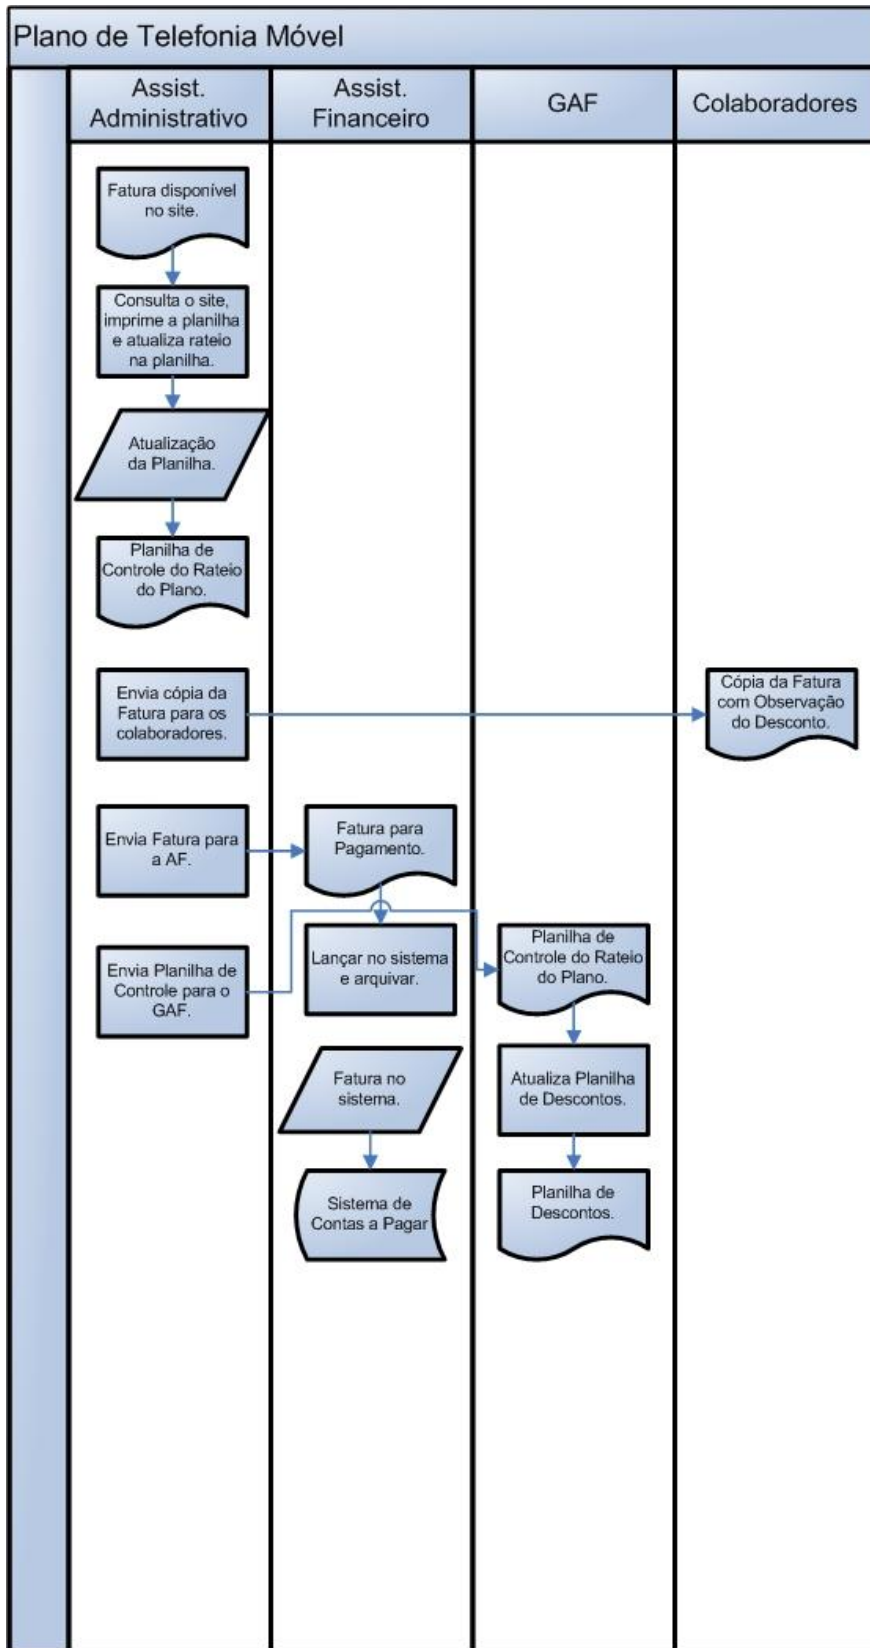 Plano de Telefonia Móvel
Assist.
Administrativo
Assist.
Financeiro
GAF
Colaboradores
Fatura disponível
no site.
Consulta o site,
imprime a planilha
e atualiza rateio
na planilha.
Atualização
da Planilha.
Planilha de
Controle do Rateio
do Plano.
Envia cópia da
Fatura para os
colaboradores.
Cópia da Fatura
com Observação
do Desconto.
Envia Fatura para
a AF.
Fatura para
Pagamento.
Envia Planilha de
Controle para o
GAF.
Lançar no sistema
e arquivar.
Planilha de
Controle do Rateio
do Plano.
Fatura no
sistema.
Atualiza Planilha
de Descontos.
Sistema de
Contas a Pagar
Planilha de
Descontos.